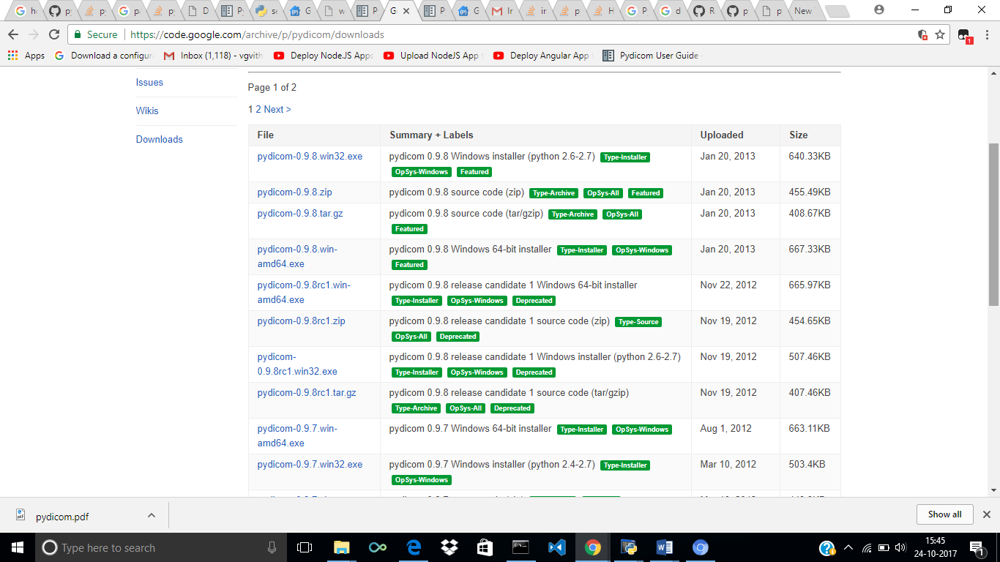 Secure https://code.google.com/archive/p/pydicom/downloads
Apps Download a configur Inbox (1,118) - vgvith Deploy NodeJS Apps Upload NodeJS App Deploy Angular App Pydicom User Guide
Issues
Wikis
Downloads
Page 1 of 2
1 2 Next >
File Summary + Labels Uploaded Size
pydicom-0.9.8.win32.exe pydicom 0.9.8 Windows installer (python 2.6-2.7) Type-Installer Jan 20, 2013 640.33KB
OpSys-Windows Featured
pydicom-0.9.8.zip pydicom 0.9.8 source code (zip) Type-Archive OpSys-All Featured Jan 20, 2013 455.49KB
pydicom-0.9.8.tar.gz pydicom 0.9.8 source code (tar/gzip) Type-Archive OpSys-All Jan 20, 2013 408.67KB
Featured
pydicom-0.9.8.win- pydicom 0.9.8 Windows 64-bit installer Type-Installer OpSys-Windows Jan 20, 2013 667.33KB
amd64.exe Featured
pydicom-0.9.8rc1.win- pydicom 0.9.8 release candidate 1 Windows 64-bit installer Nov 22, 2012 665.97KB
amd64.exe Type-Installer OpSys-Windows Deprecated
pydicom-0.9.8rc1.zip pydicom 0.9.8 release candidate 1 source code (zip) Type-Source Nov 19, 2012 454.65KB
OpSys-All Deprecated
pydicom- pydicom 0.9.8 release candidate 1 Windows installer (python 2.6-2.7) Nov 19, 2012 507.46KB
0.9.8rc1.win32.exe Type-Installer OpSys-Windows Deprecated
pydicom-0.9.8rc1.tar.gz pydicom 0.9.8 release candidate 1 source code (tar/gzip) Nov 19, 2012 407.46KB
Type-Archive OpSys-All Deprecated
pydicom-0.9.7.win- pydicom 0.9.7 Windows 64-bit installer Type-Installer OpSys-Windows Aug 1, 2012 663.11KB
amd64.exe
pydicom-0.9.7.win32.exe pydicom 0.9.7 Windows installer (python 2.4-2.7) Type-Installer Mar 10, 2012 503.4KB
OpSys-Windows
pydicom.pdf Show all
Type here to search 15:45
24-10-2017